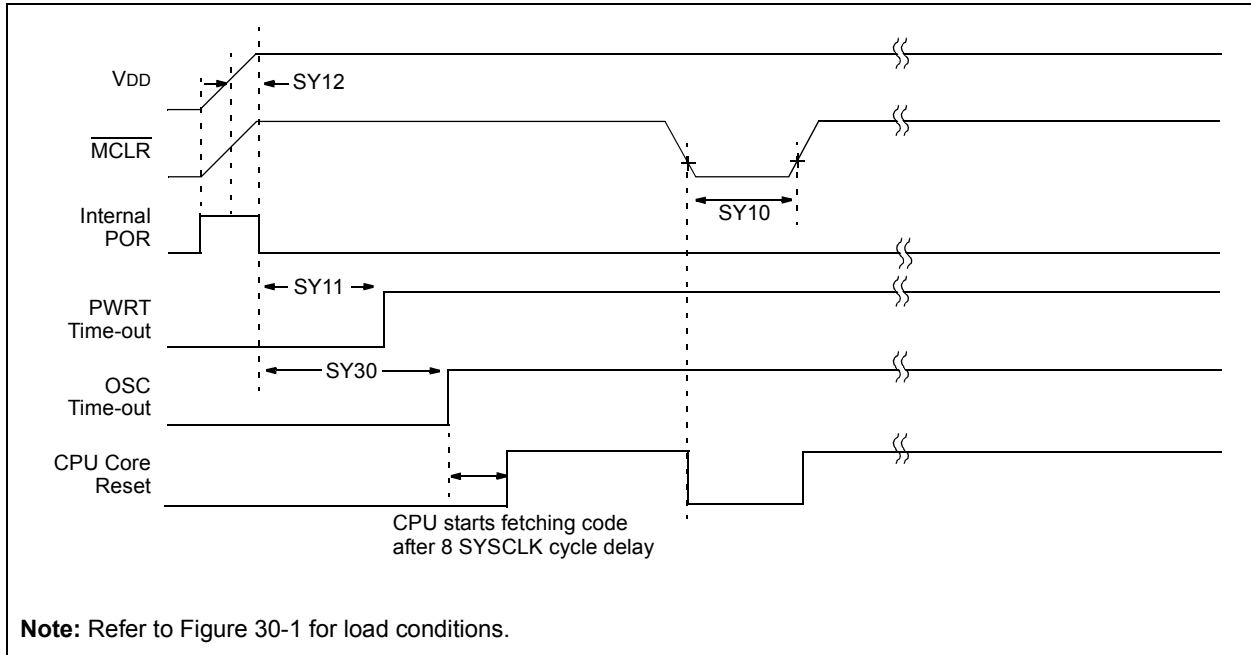 VDD
SY12
MCLR
SY10
Internal
POR
SY11
PWRT
Time-out
SY30
OSC
Time-out
CPU Core
Reset
CPU starts fetching code
after 8 SYSCLK cycle delay
Note: Refer to Figure 30-1 for load conditions.